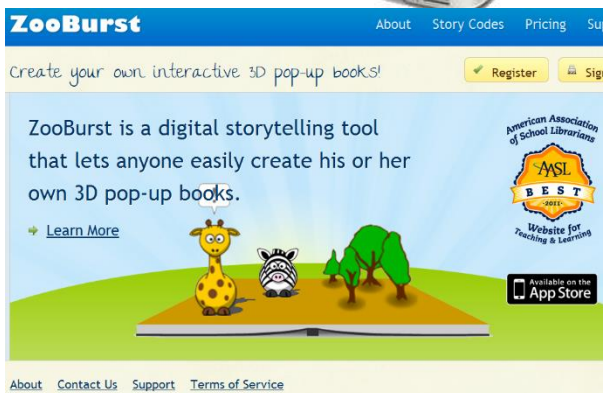 ZooBurst
About Story Codes Pricing
Create your own interactive 3D pop-up books!
Register
ZooBurst is a digital storytelling tool
that lets anyone easily create his or her
own 3D pop-up books.
Learn More
!
American Association
of School Librarians
AASL
BEST
·2011·
Website for
Teaching & Learning
Available on the
App Store
About Contact Us Support Terms of Service